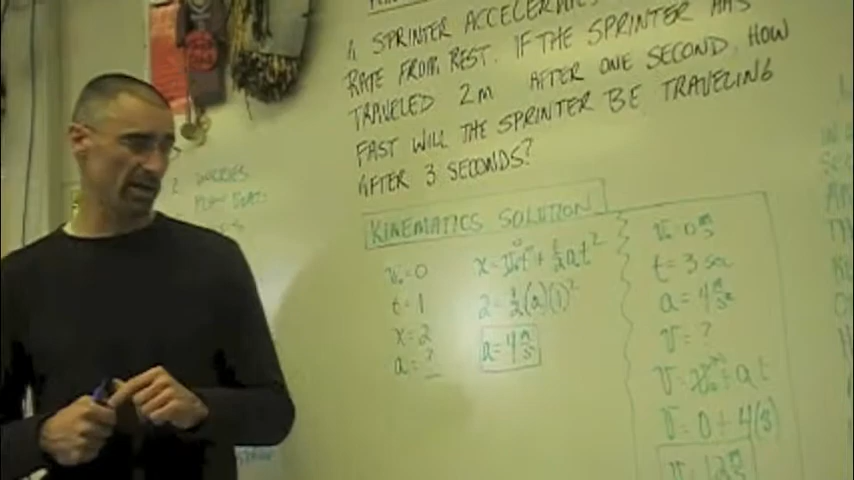 A SPRINTER ACCELERATES
RATE FROM REST. IF THE SPRINTER HAS
TRAVELED 2m AFTER ONE SECOND, HOW
FAST WILL THE SPRINTER BE TRAVELING
AFTER 3 SECONDS?
KINEMATICS SOLUTION
v₀ = 0
t = 1
x = 2
a = ?
x = v₀t + ½at²
2 = ½(a)(1)²
a = 4 m/s
v₀ = 0 m/s
t = 3 sec
a = 4 m/s²
v = ?
v = v₀ + at
v = 0 + 4(3)
v = 12 m/s